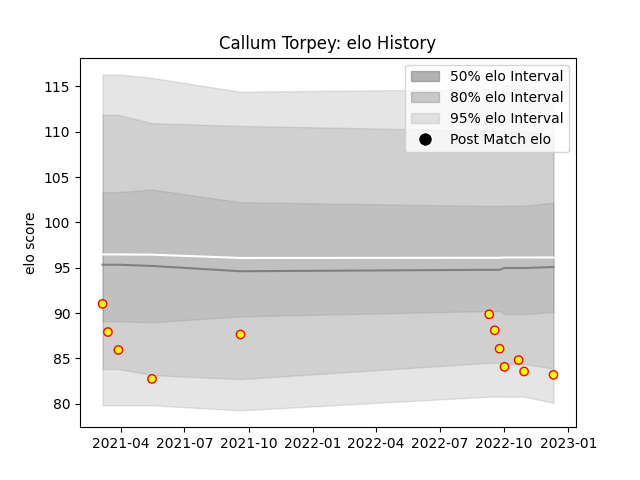 Callum Torpey: elo History
50% elo Interval
80% elo Interval
95% elo Interval
Post Match elo
elo score
115
110
105
100
95
90
85
80
2021-04 2021-07 2021-10 2022-01 2022-04 2022-07 2022-10 2023-01